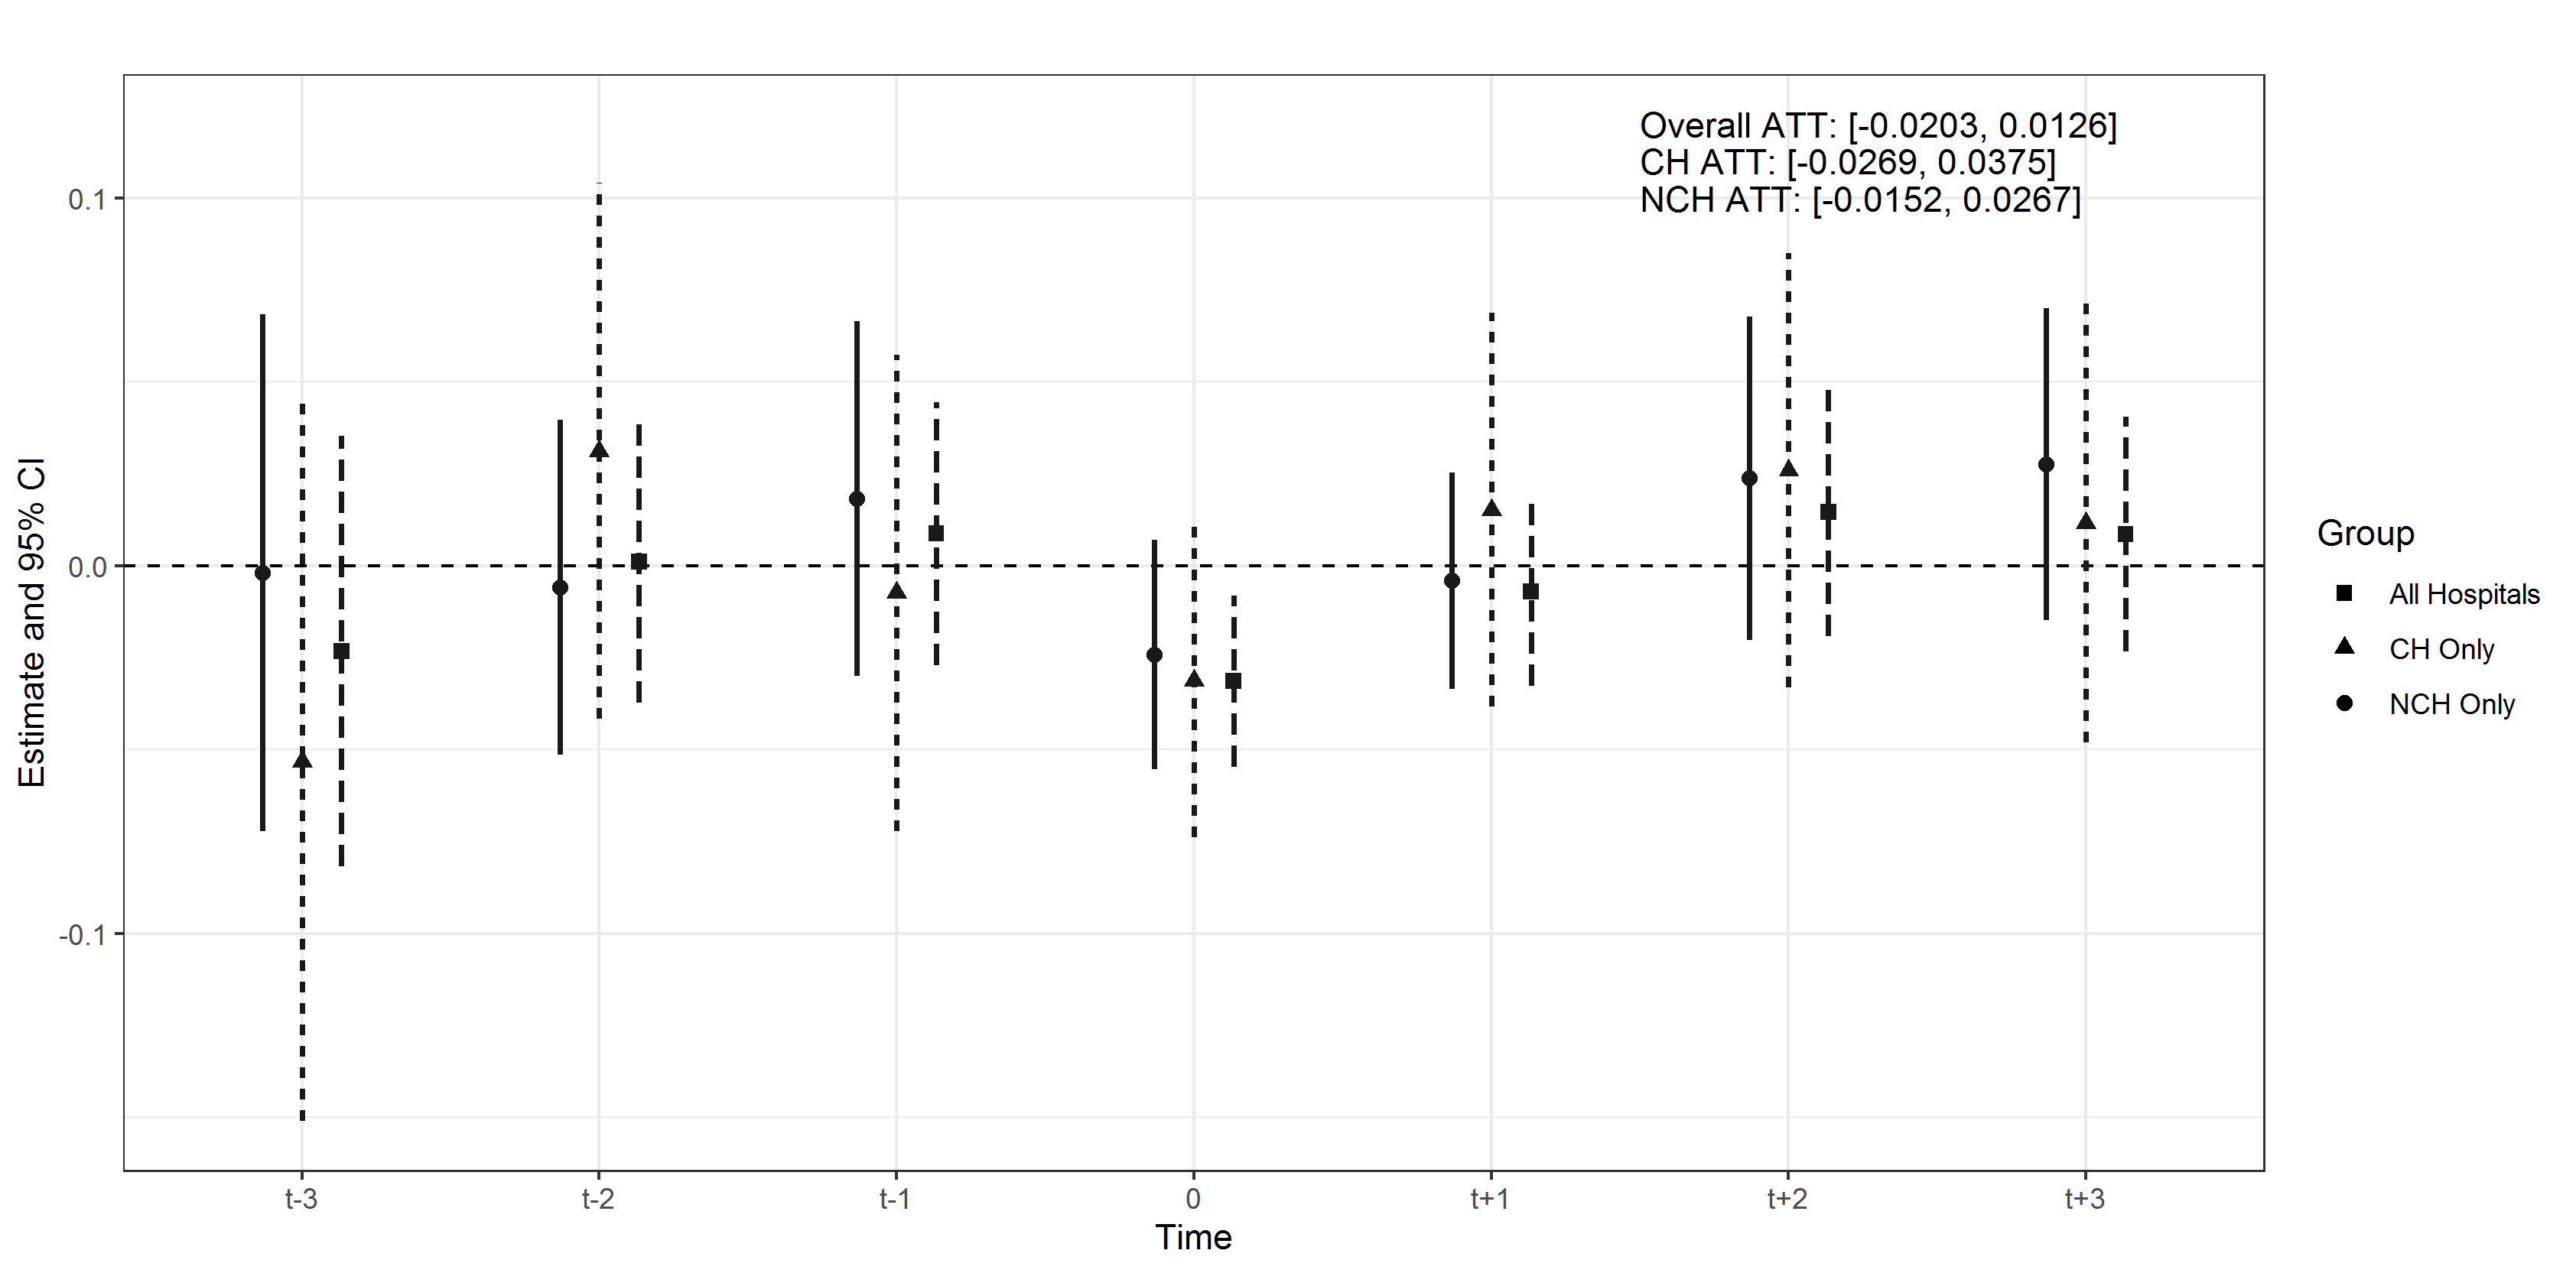 Overall ATT: [-0.0203, 0.0126]
CH ATT: [-0.0269, 0.0375]
NCH ATT: [-0.0152, 0.0267]
0.1
0.0
-0.1
Estimate and 95% CI
t-3
t-2
t-1
0
t+1
t+2
t+3
Time
Group
All Hospitals
CH Only
NCH Only